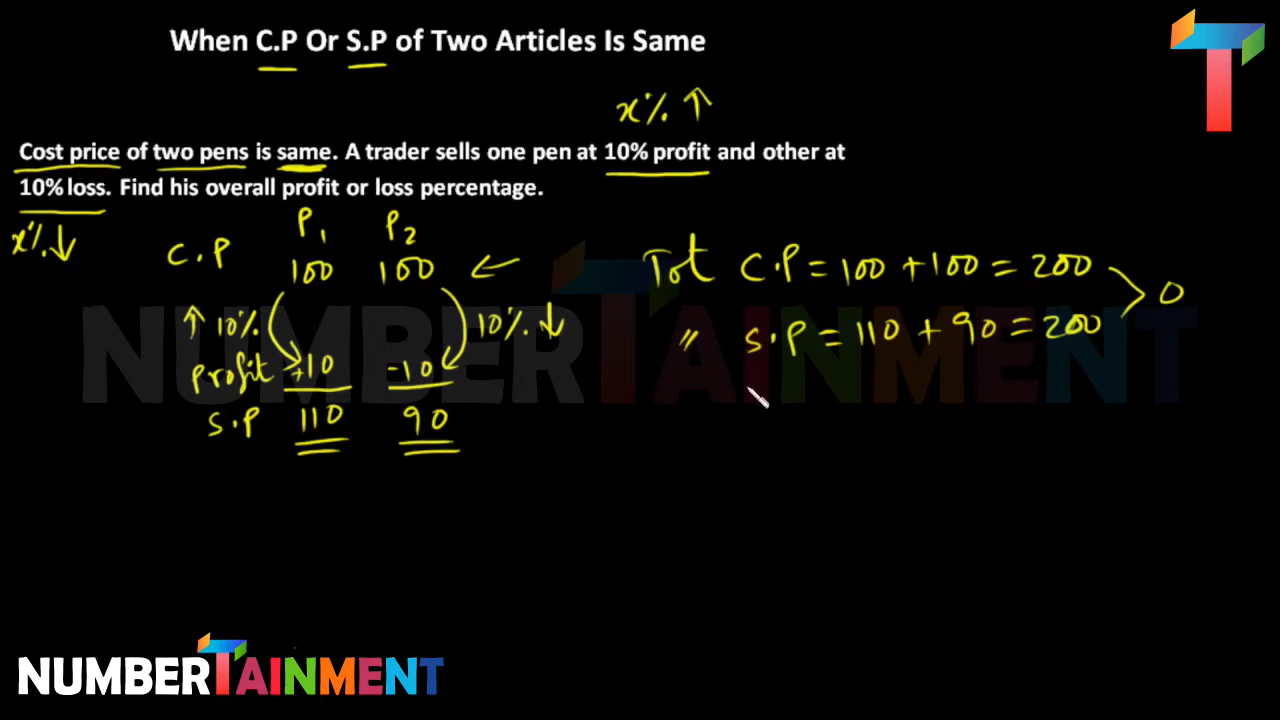 When C.P Or S.P of Two Articles Is Same
x% ↑
Cost price of two pens is same. A trader sells one pen at 10% profit and other at
10% loss. Find his overall profit or loss percentage.
x% ↓
P1 P2
C.P 100 100 ←
↑ 10% 10% ↓
Profit +10 -10
S.P 110 90
Tot C.P = 100 + 100 = 200
0
" S.P = 110 + 90 = 200
NUMBERTAINMENT
T
NUMBERTAINMENT